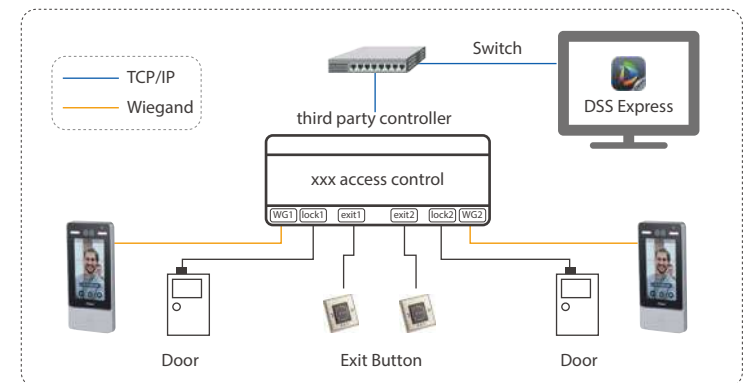 Switch
TCP/IP
Wiegand
DSS Express
third party controller
xxx access control
WG1 lock1 exit1 exit2 lock2 WG2
Door Exit Button Door